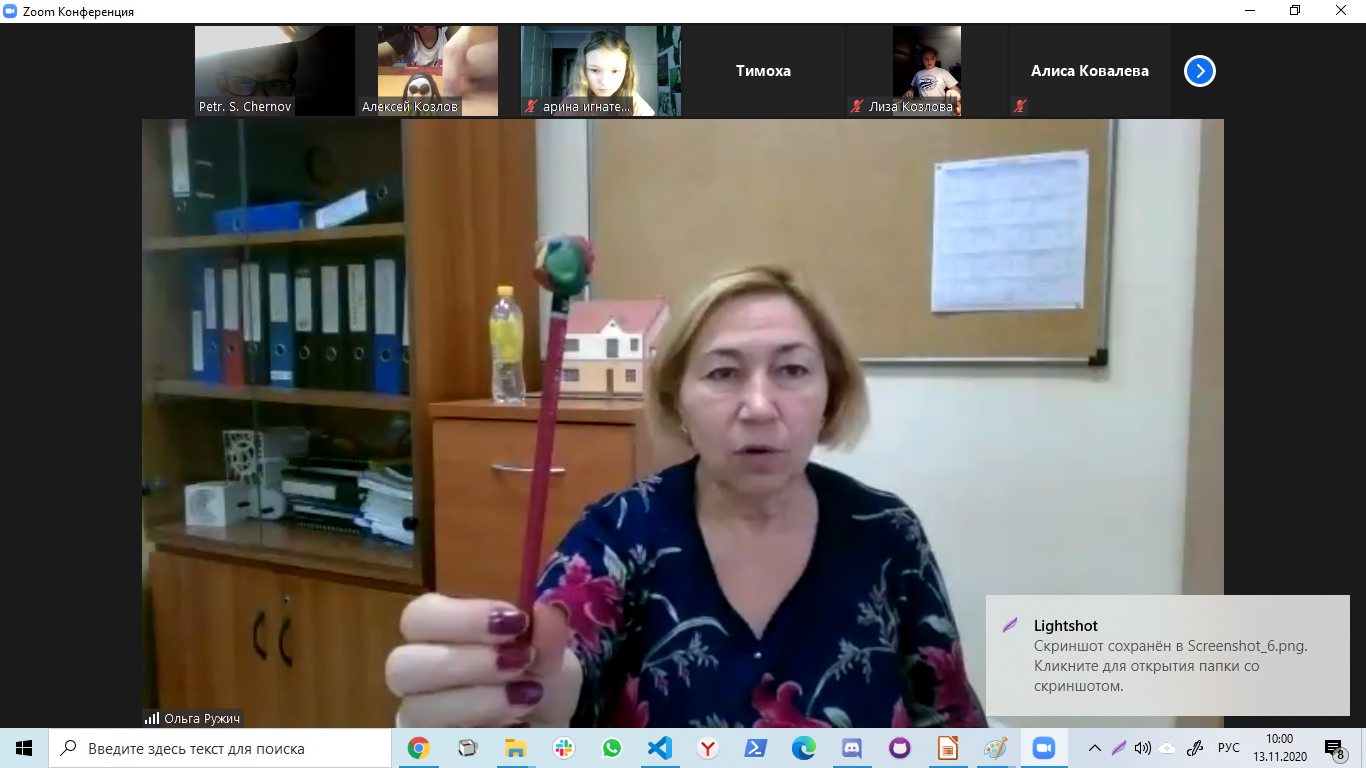 Zoom Конференция
Petr. S. Chernov
Алексей Козлов
арина игнате...
Тимоха
Лиза Козлова
Алиса Ковалева
Ольга Ружич
Lightshot
Скриншот сохранён в Screenshot_6.png.
Кликните для открытия папки со
скриншотом.
Введите здесь текст для поиска
РУС
10:00
13.11.2020
8